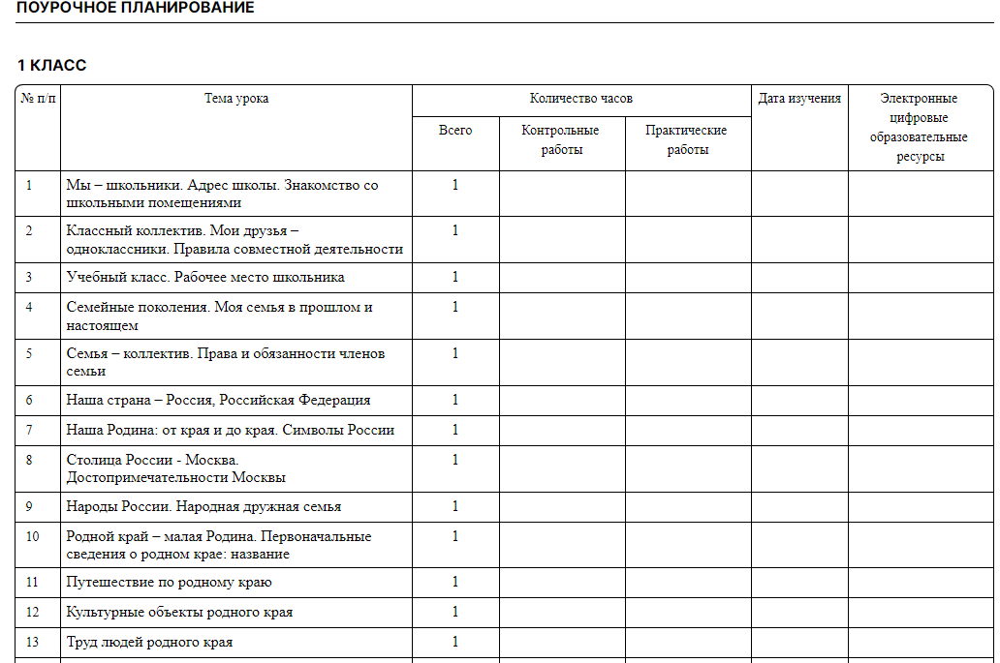 ПОУРОЧНОЕ ПЛАНИРОВАНИЕ
1 КЛАСС
№ п/п
Тема урока
Количество часов
Дата изучения
Электронные
цифровые
образовательные
ресурсы
Всего
Контрольные
работы
Практические
работы
1
Мы – школьники. Адрес школы. Знакомство со
школьными помещениями
1
2
Классный коллектив. Мои друзья –
одноклассники. Правила совместной деятельности
1
3
Учебный класс. Рабочее место школьника
1
4
Семейные поколения. Моя семья в прошлом и
настоящем
1
5
Семья – коллектив. Права и обязанности членов
семьи
1
6
Наша страна – Россия, Российская Федерация
1
7
Наша Родина: от края и до края. Символы России
1
8
Столица России - Москва.
Достопримечательности Москвы
1
9
Народы России. Народная дружная семья
1
10
Родной край – малая Родина. Первоначальные
сведения о родном крае: название
1
11
Путешествие по родному краю
1
12
Культурные объекты родного края
1
13
Труд людей родного края
1